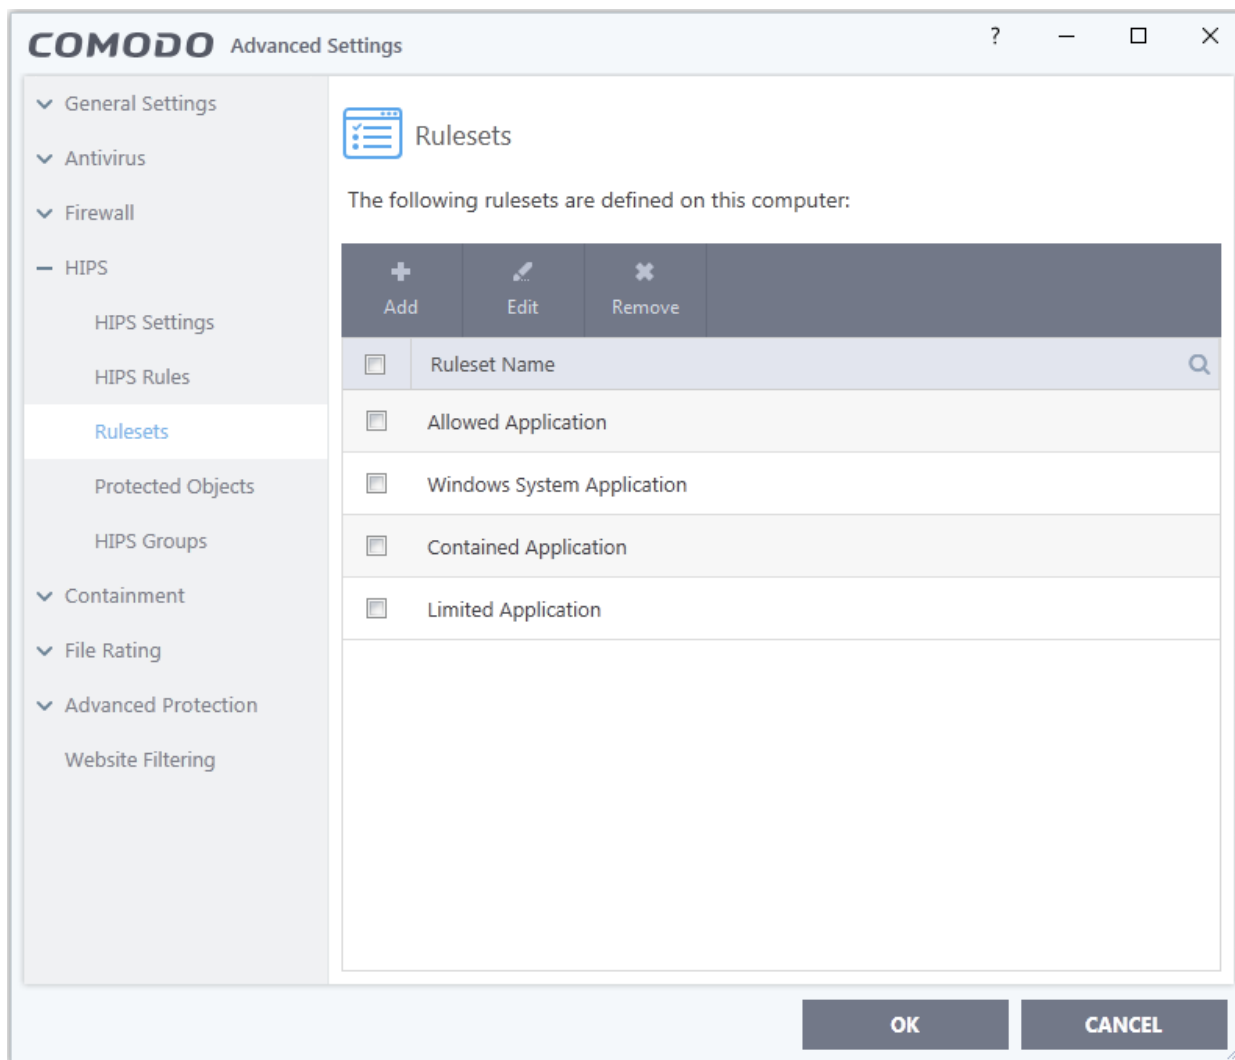 COMODO Advanced Settings ?
General Settings
Antivirus
Firewall
HIPS
HIPS Settings
HIPS Rules
Rulesets
Protected Objects
HIPS Groups
Containment
File Rating
Advanced Protection
Website Filtering
Rulesets
The following rulesets are defined on this computer:
Add Edit Remove
Ruleset Name
Allowed Application
Windows System Application
Contained Application
Limited Application
OK CANCEL